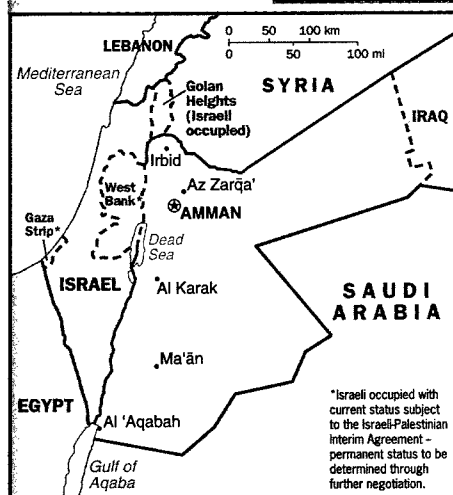 LEBANON
0 50 100 km
0 50 100 mi
Mediterranean
Sea
SYRIA
Golan
Heights
(Israeli
occupied)
IRAQ
Irbid
Az Zarqā'
West
Bank*
AMMAN
Gaza
Strip*
Dead
Sea
ISRAEL
Al Karak
SAUDI
ARABIA
Ma'ān
EGYPT
Al 'Aqabah
Gulf of
Aqaba
*Israeli occupied with
current status subject
to the Israeli-Palestinian
Interim Agreement –
permanent status to be
determined through
further negotiation.